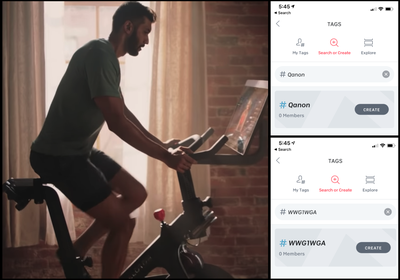 5:45
Search
TAGS
My Tags
Search or Create
Explore
# Qanon
# Qanon
0 Members
CREATE
5:45
Search
TAGS
My Tags
Search or Create
Explore
# WWG1WGA
# WWG1WGA
0 Members
CREATE